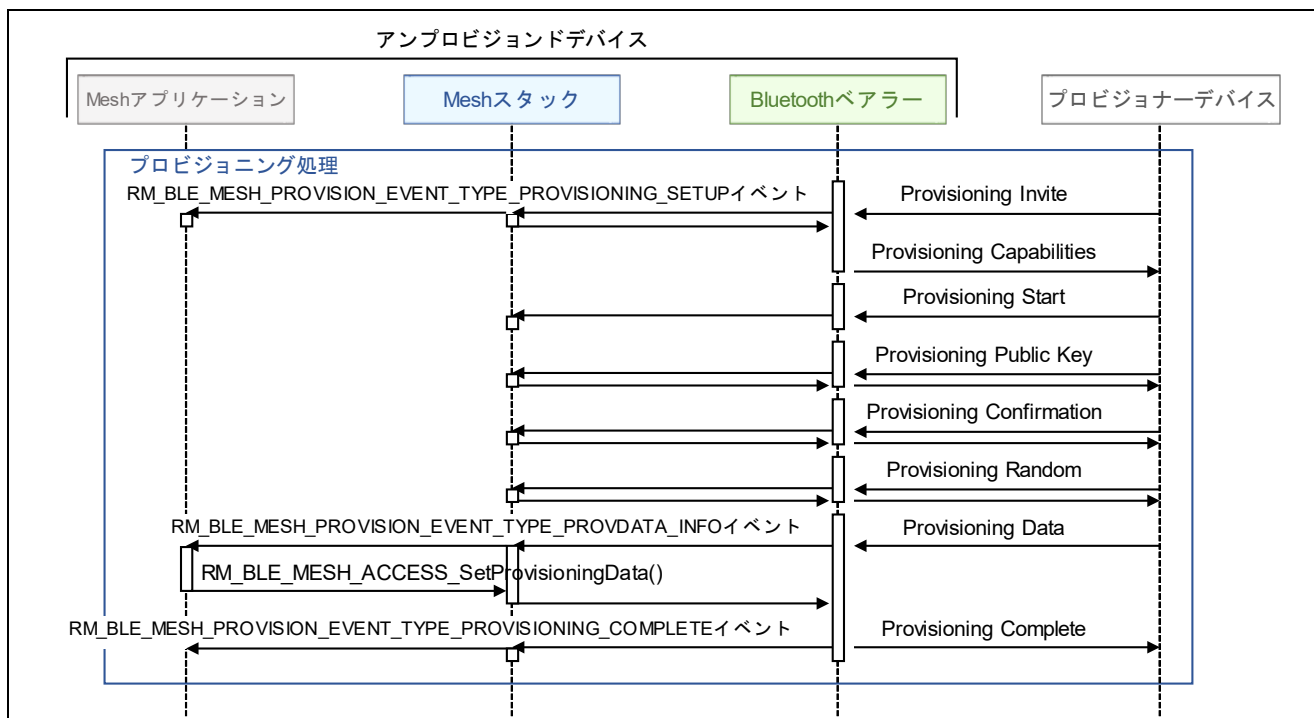 アンプロビジョンドデバイス
Meshアプリケーション
Meshスタック
Bluetoothベアラー
プロビジョナーデバイス
プロビジョニング処理
RM_BLE_MESH_PROVISION_EVENT_TYPE_PROVISIONING_SETUPイベント
Provisioning Invite
Provisioning Capabilities
Provisioning Start
Provisioning Public Key
Provisioning Confirmation
Provisioning Random
RM_BLE_MESH_PROVISION_EVENT_TYPE_PROVDATA_INFOイベント
Provisioning Data
RM_BLE_MESH_ACCESS_SetProvisioningData()
RM_BLE_MESH_PROVISION_EVENT_TYPE_PROVISIONING_COMPLETEイベント
Provisioning Complete